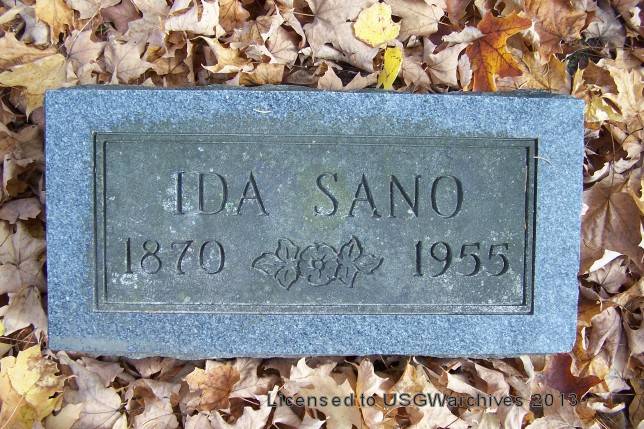 IDA SANO
1870 1955
Licensed to USGWarchives 2013